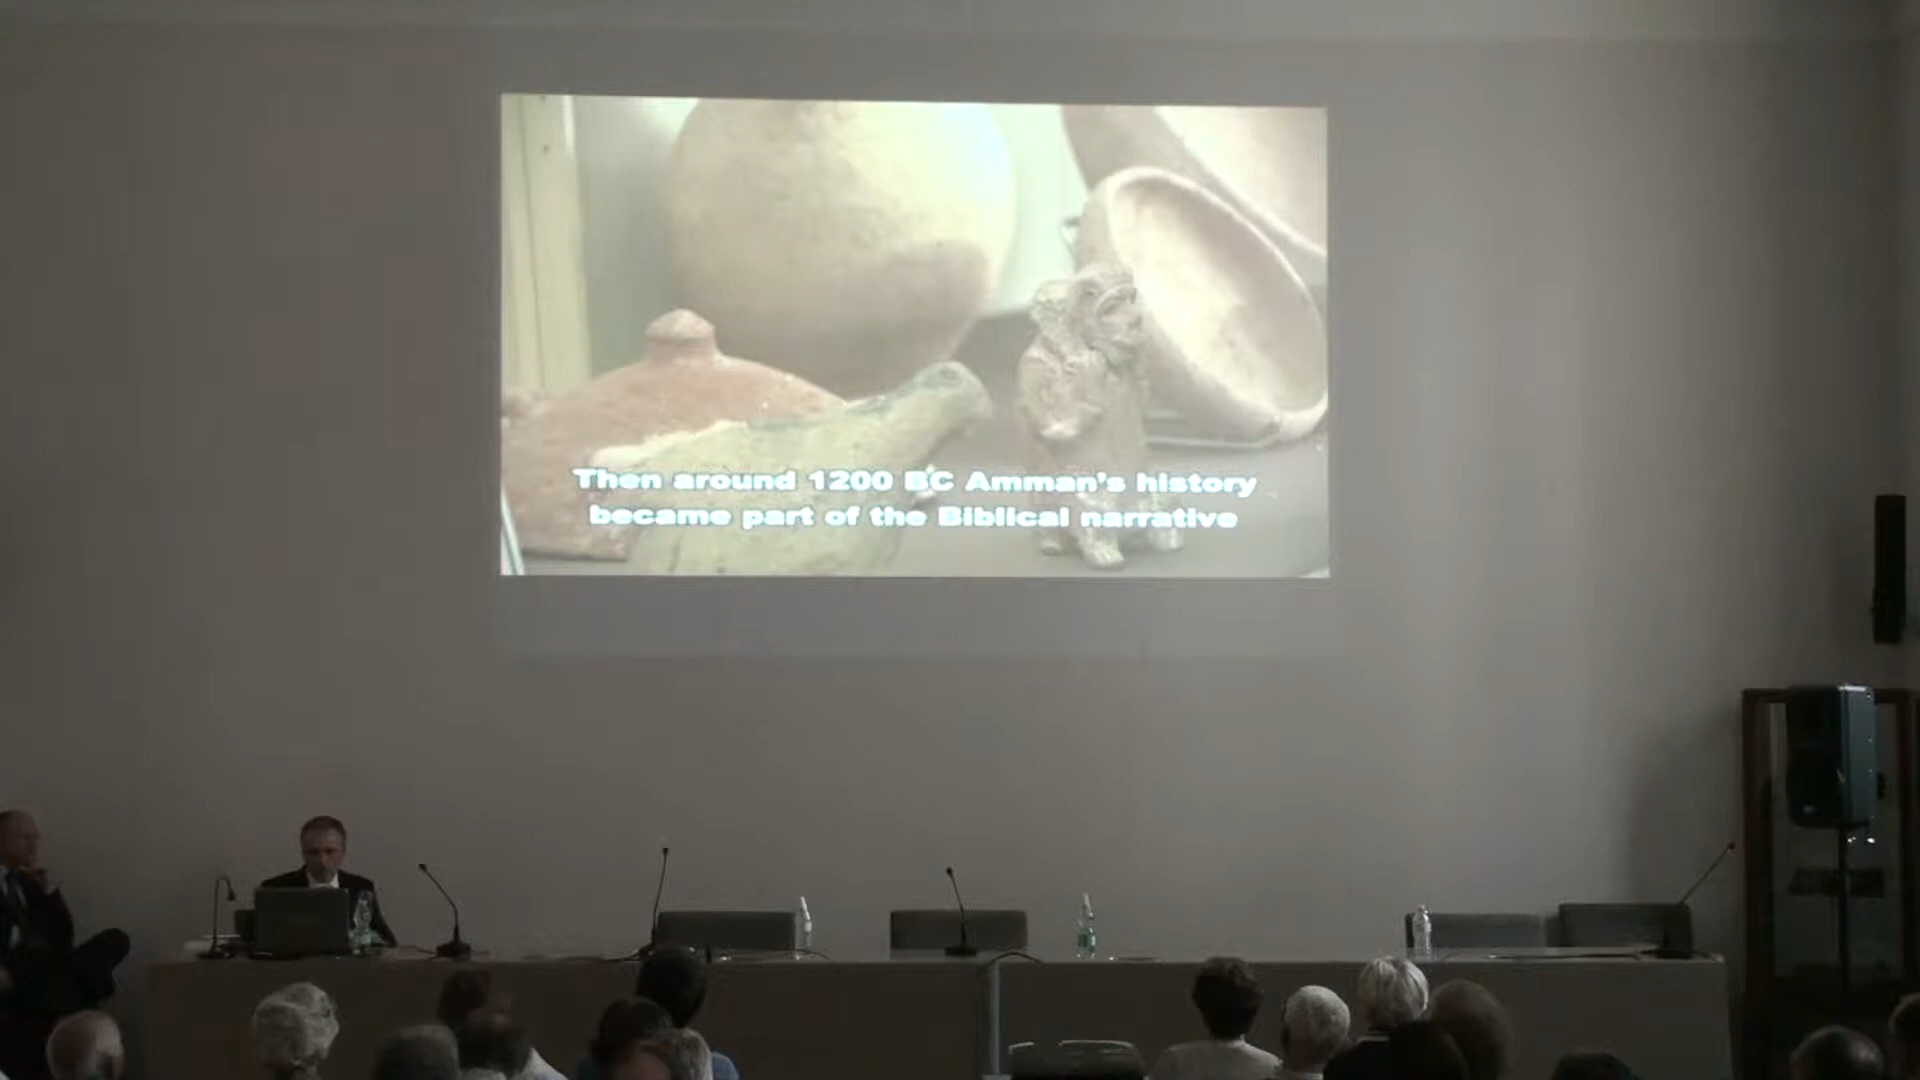 Then around 1200 BC Amman's history
became part of the Biblical narrative